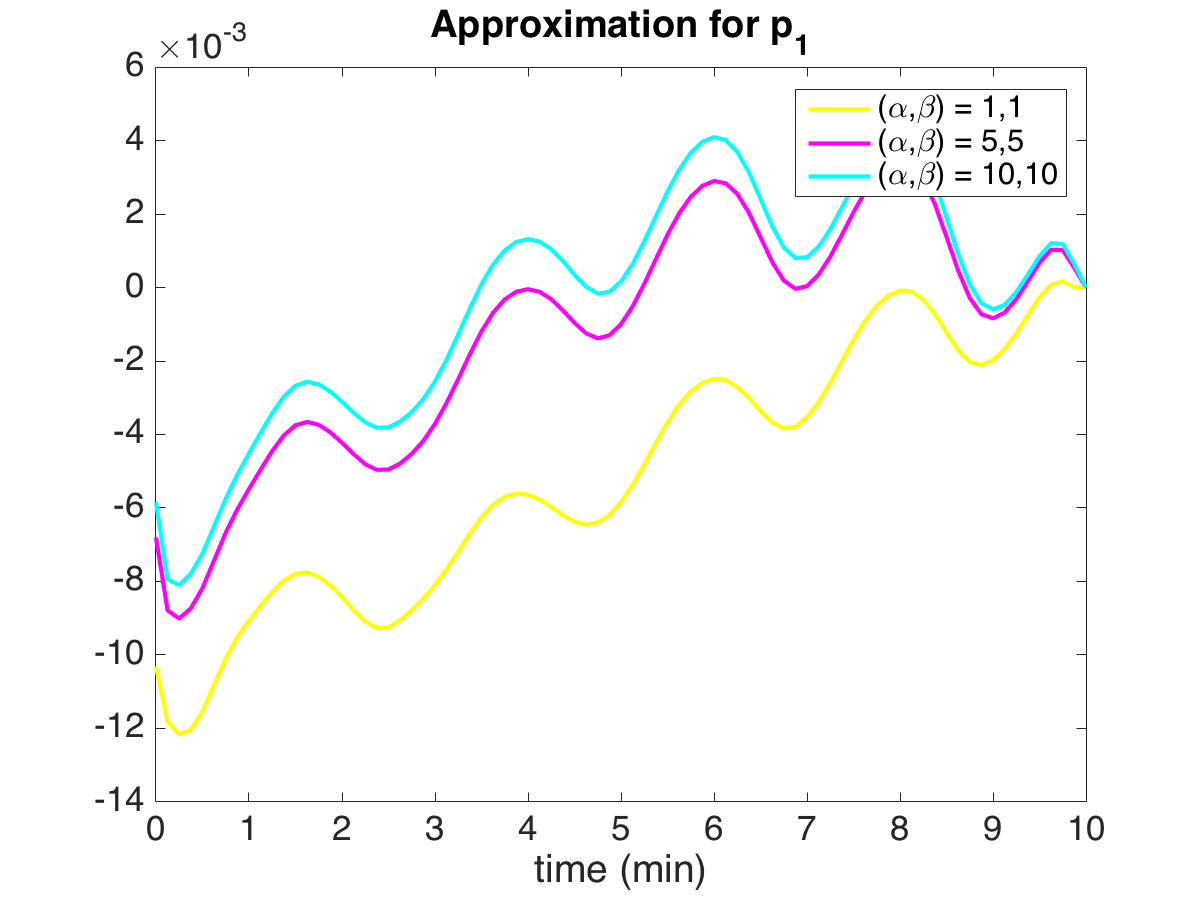 Approximation for p₁
×10⁻³
6
4
2
0
-2
-4
-6
-8
-10
-12
-14
(α,β) = 1,1
(α,β) = 5,5
(α,β) = 10,10
0 1 2 3 4 5 6 7 8 9 10
time (min)